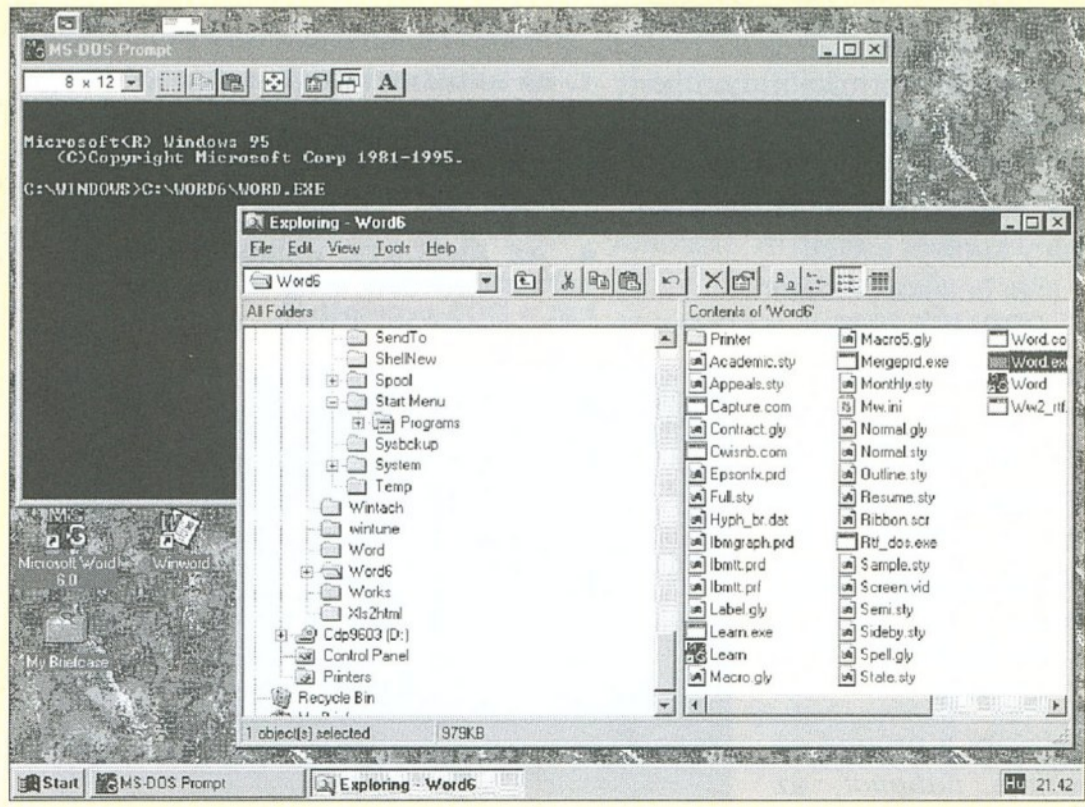 MS-DOS Prompt
8 x 12
A
Microsoft(R) Windows 95
(C)Copyright Microsoft Corp 1981-1995.
C:\WINDOWS>C:\WORD6\WORD.EXE
Exploring - Word6
File Edit View Tools Help
Word6
All Folders
Contents of 'Word6'
SendTo
ShellNew
Spool
Start Menu
Programs
Sysbckup
System
Temp
Wintach
wintune
Word
Word6
Works
Xls2html
Cdp9603 (D:)
Control Panel
Printers
Recycle Bin
Printer
Academic.sty
Appeals.sty
Capture.com
Contract.gly
Cwisnb.com
Epsonfx.prd
Full.sty
Hyph_br.dat
Ibmgraph.prd
Ibmtt.prd
Ibmtt.prf
Label.gly
Learn.exe
Learn
Macro.gly
Macro5.gly
Mergeprd.exe
Monthly.sty
Mw.ini
Normal.gly
Normal.sty
Outline.sty
Resume.sty
Ribbon.scr
Rtf_dos.exe
Sample.sty
Screen.vid
Semi.sty
Sideby.sty
Spell.gly
State.sty
Word.co
Word.ex
Word
Ww2_rtf.
1 object(s) selected
979KB
Microsoft Word
6.0
Winword
My Briefcase
Start
MS-DOS Prompt
Exploring - Word6
Hu
21.42